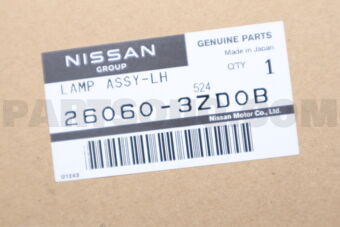 NISSAN
GROUP
GENUINE PARTS
Made in Japan
LAMP ASSY-LH
QTY 1
524
26060-3ZD0B
Nissan Motor Co., Ltd.